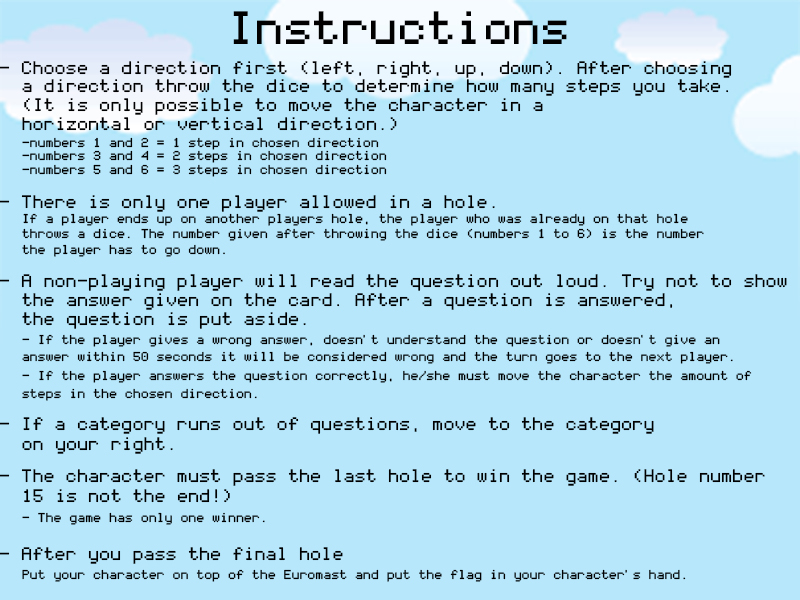 Instructions
- Choose a direction first (left, right, up, down). After choosing
a direction throw the dice to determine how many steps you take.
(It is only possible to move the character in a
horizontal or vertical direction.)
-numbers 1 and 2 = 1 step in chosen direction
-numbers 3 and 4 = 2 steps in chosen direction
-numbers 5 and 6 = 3 steps in chosen direction
- There is only one player allowed in a hole.
If a player ends up on another players hole, the player who was already on that hole
throws a dice. The number given after throwing the dice (numbers 1 to 6) is the number
the player has to go down.
- A non-playing player will read the question out loud. Try not to show
the answer given on the card. After a question is answered,
the question is put aside.
- If the player gives a wrong answer, doesn't understand the question or doesn't give an
answer within 50 seconds it will be considered wrong and the turn goes to the next player.
- If the player answers the question correctly, he/she must move the character the amount of
steps in the chosen direction.
- If a category runs out of questions, move to the category
on your right.
- The character must pass the last hole to win the game. (Hole number
15 is not the end!)
- The game has only one winner.
- After you pass the final hole
Put your character on top of the Euromast and put the flag in your character's hand.